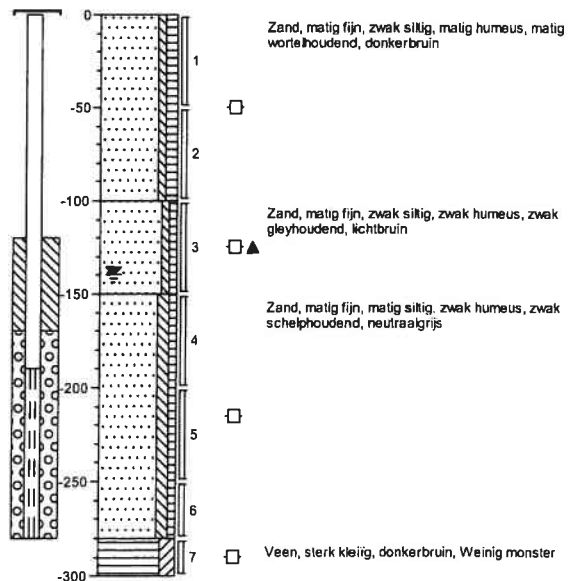 0
Zand, matig fijn, zwak siltig, matig humeus, matig
wortelhoudend, donkerbruin
1
-50
2
-100
Zand, matig fijn, zwak siltig, zwak humeus, zwak
gleyhoudend, lichtbruin
3
-150
Zand, matig fijn, matig siltig, zwak humeus, zwak
schelphoudend, neutraalgrijs
4
-200
5
-250
6
7
Veen, sterk kleiïg, donkerbruin, Weinig monster
-300